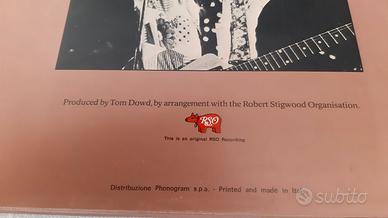 Produced by Tom Dowd, by arrangement with the Robert Stigwood Organisation.
RSO
This is an original RSO Recording
Distribuzione Phonogram s.p.a. - Printed and made in Italy
subito